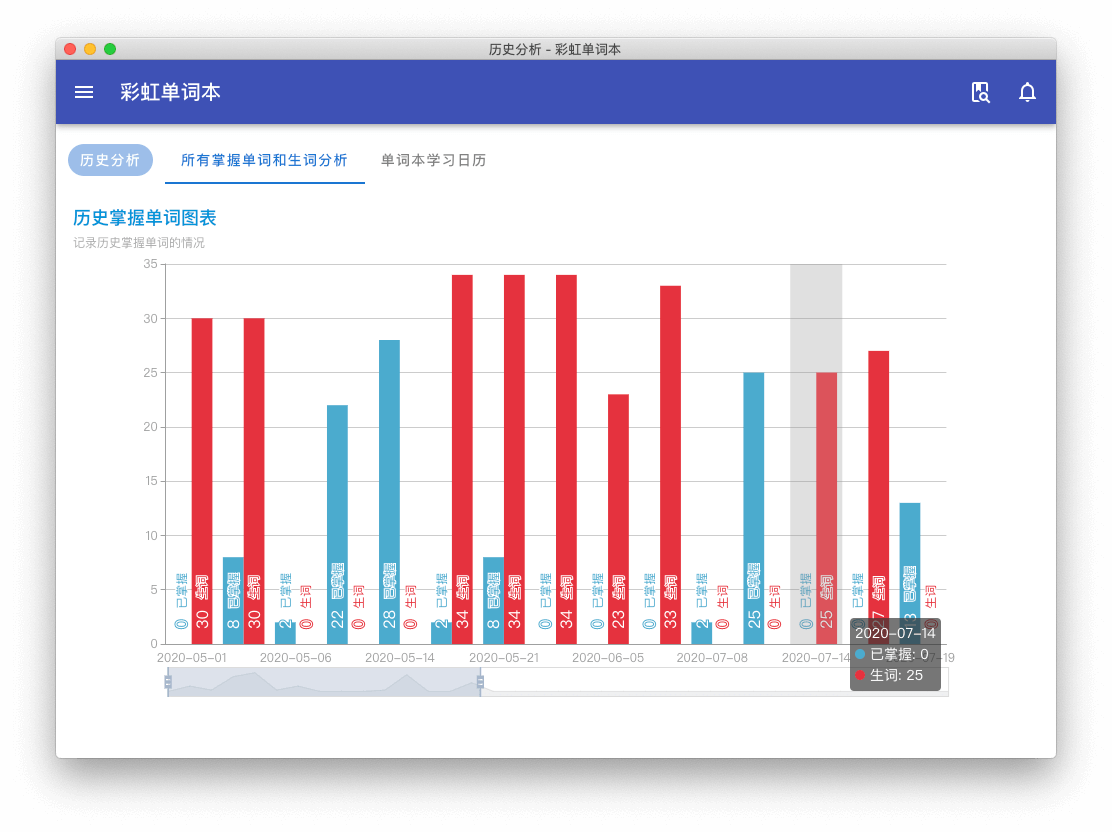 历史分析 - 彩虹单词本
彩虹单词本
历史分析
所有掌握单词和生词分析
单词本学习日历
历史掌握单词图表
记录历史掌握单词的情况
35
30
25
20
15
10
5
0
0 已掌握
30 生词
8 已掌握
30 生词
2 已掌握
0 生词
22 已掌握
0 生词
28 已掌握
0 生词
2 已掌握
34 生词
8 已掌握
34 生词
0 已掌握
34 生词
0 已掌握
23 生词
0 已掌握
33 生词
2 已掌握
0 生词
25 已掌握
0 生词
0 已掌握
25 生词
已掌握
27 生词
13 已掌握
生词
2020-07-14
已掌握: 0
生词: 25
2020-05-01
2020-05-06
2020-05-14
2020-05-21
2020-06-05
2020-07-08
2020-07-14
07-19